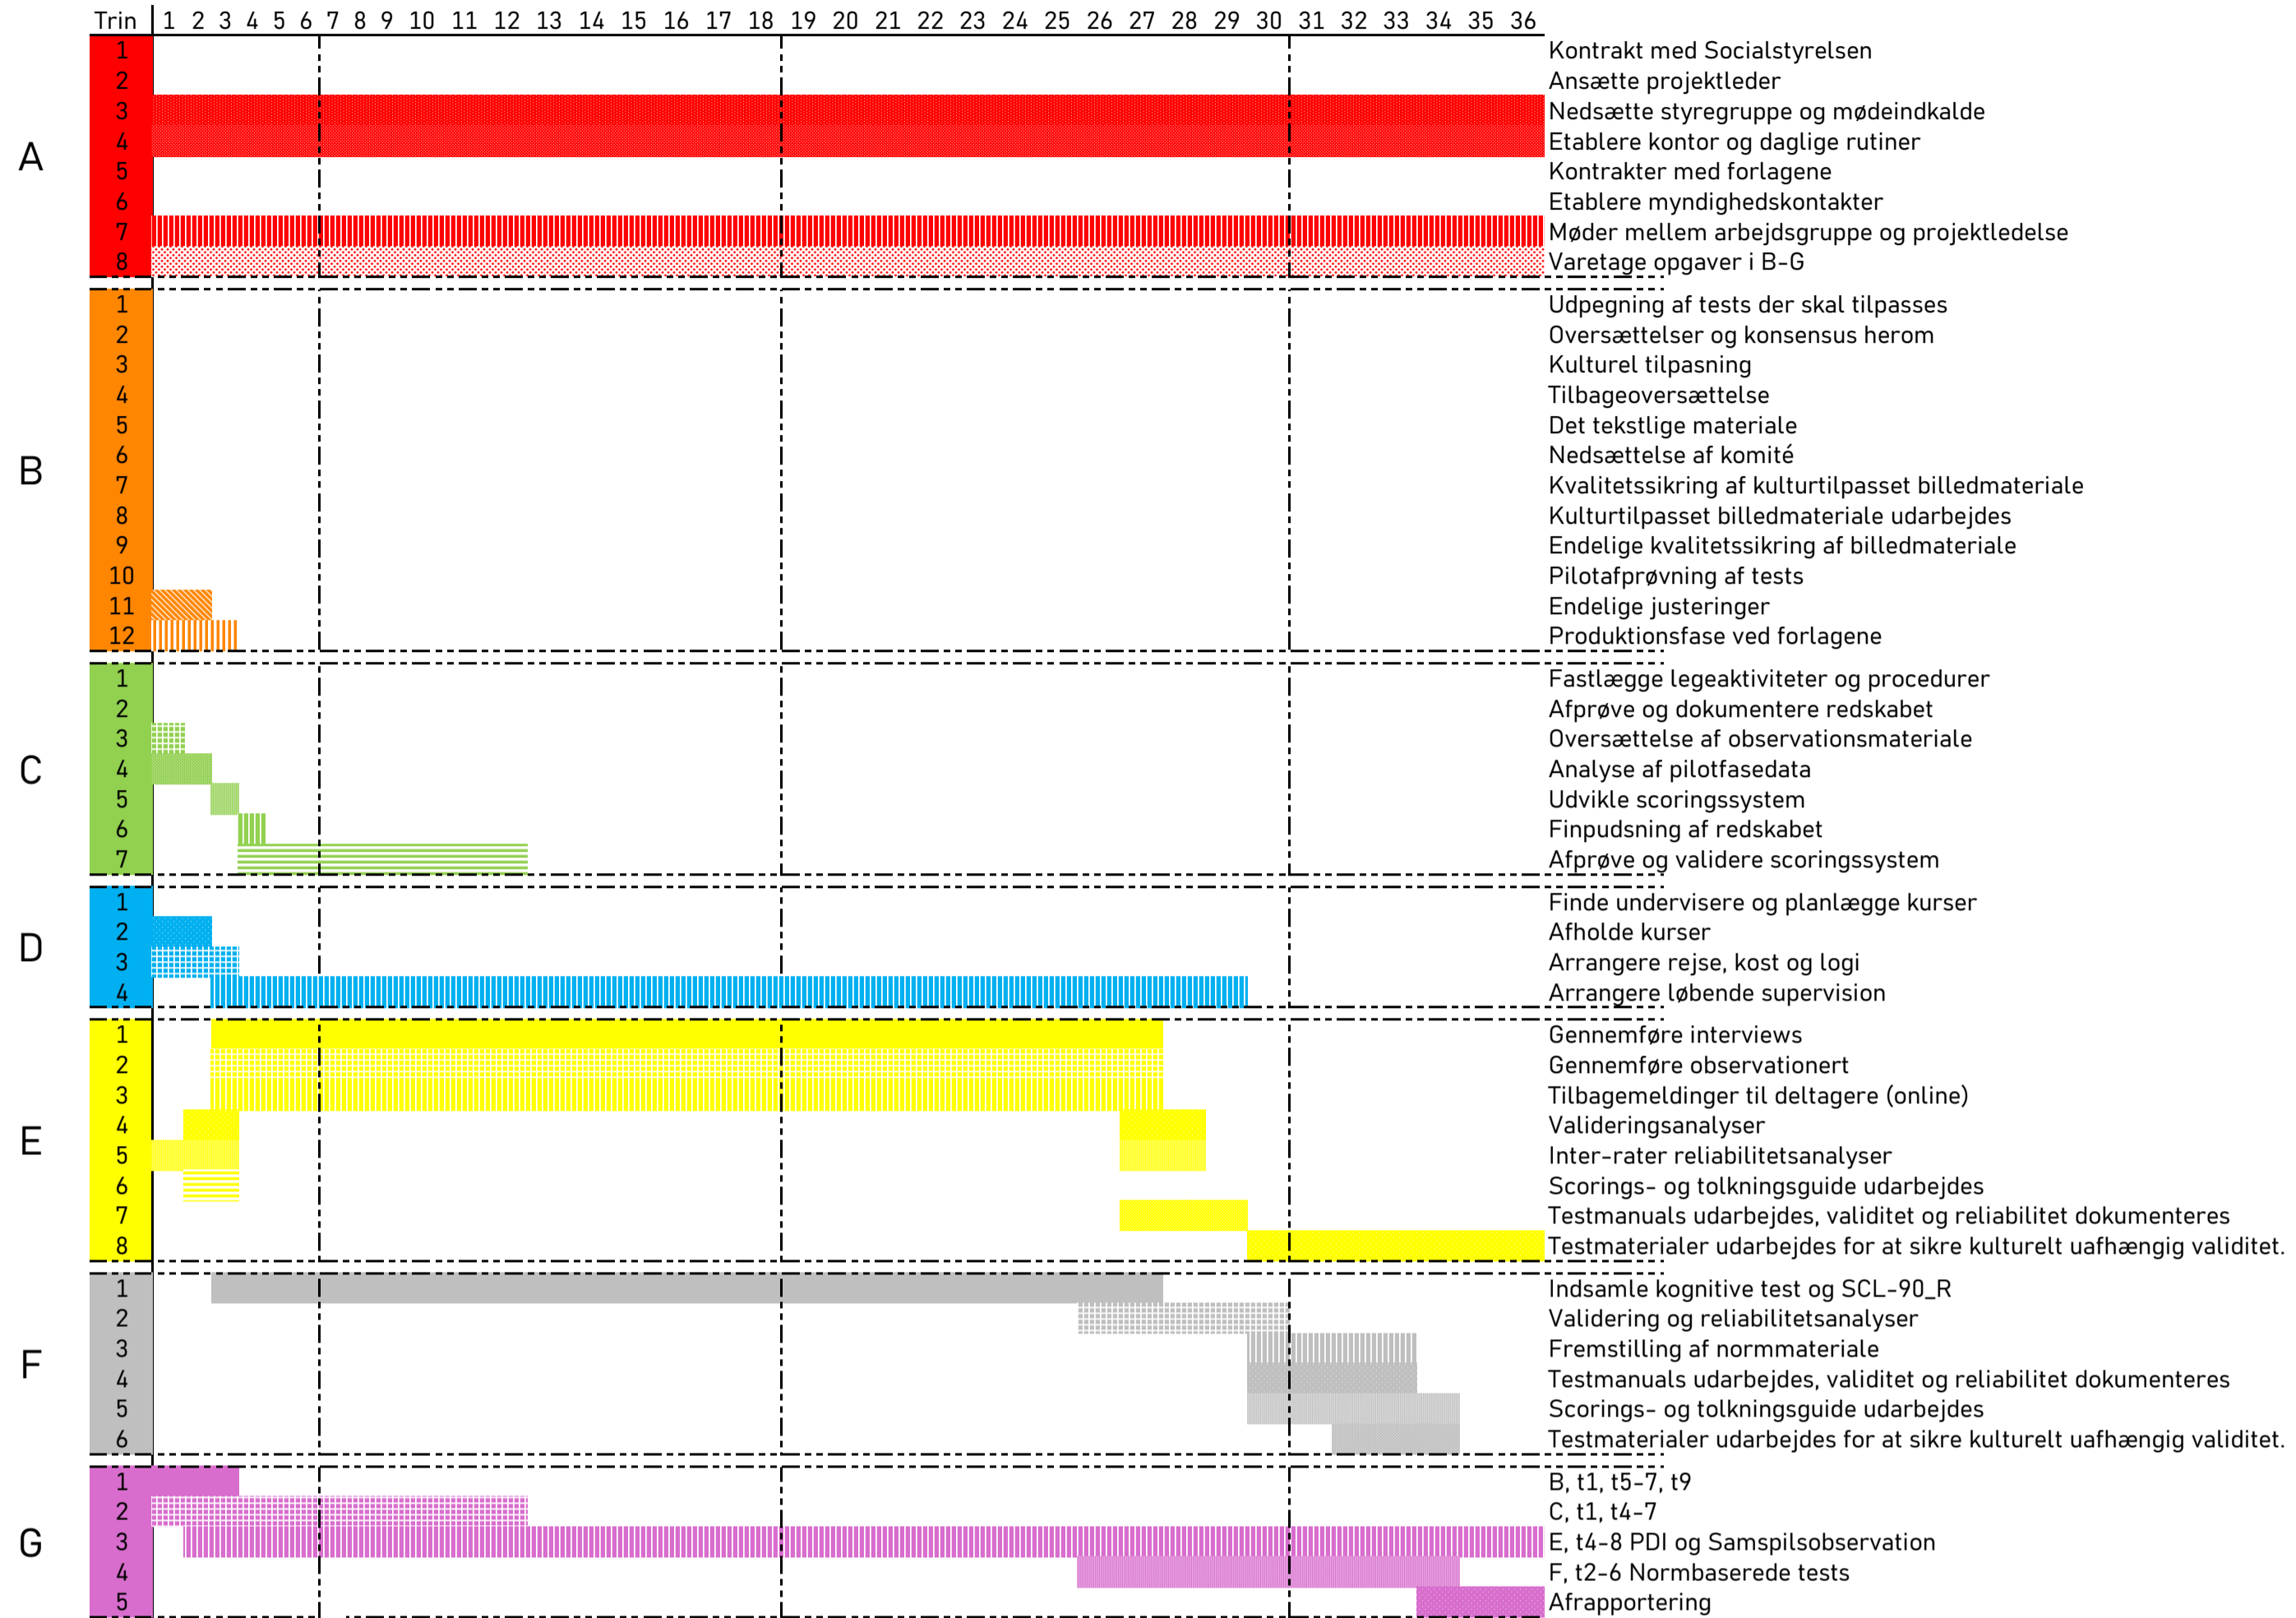 Trin 1 2 3 4 5 6 7 8 9 10 11 12 13 14 15 16 17 18 19 20 21 22 23 24 25 26 27 28 29 30 31 32 33 34 35 36
A
1 Kontrakt med Socialstyrelsen
2 Ansætte projektleder
3 Nedsætte styregruppe og mødeindkalde
4 Etablere kontor og daglige rutiner
5 Kontrakter med forlagene
6 Etablere myndighedskontakter
7 Møder mellem arbejdsgruppe og projektledelse
8 Varetage opgaver i B-G
B
1 Udpegning af tests der skal tilpasses
2 Oversættelser og konsensus herom
3 Kulturel tilpasning
4 Tilbageoversættelse
5 Det tekstlige materiale
6 Nedsættelse af komité
7 Kvalitetssikring af kulturtilpasset billedmateriale
8 Kulturtilpasset billedmateriale udarbejdes
9 Endelige kvalitetssikring af billedmateriale
10 Pilotafprøvning af tests
11 Endelige justeringer
12 Produktionsfase ved forlagene
C
1 Fastlægge legeaktiviteter og procedurer
2 Afprøve og dokumentere redskabet
3 Oversættelse af observationsmateriale
4 Analyse af pilotfasedata
5 Udvikle scoringssystem
6 Finpudsning af redskabet
7 Afprøve og validere scoringssystem
D
1 Finde undervisere og planlægge kurser
2 Afholde kurser
3 Arrangere rejse, kost og logi
4 Arrangere løbende supervision
E
1 Gennemføre interviews
2 Gennemføre observationert
3 Tilbagemeldinger til deltagere (online)
4 Valideringsanalyser
5 Inter-rater reliabilitetsanalyser
6 Scorings- og tolkningsguide udarbejdes
7 Testmanuals udarbejdes, validitet og reliabilitet dokumenteres
8 Testmaterialer udarbejdes for at sikre kulturelt uafhængig validitet.
F
1 Indsamle kognitive test og SCL-90_R
2 Validering og reliabilitetsanalyser
3 Fremstilling af normmateriale
4 Testmanuals udarbejdes, validitet og reliabilitet dokumenteres
5 Scorings- og tolkningsguide udarbejdes
6 Testmaterialer udarbejdes for at sikre kulturelt uafhængig validitet.
G
1 B, t1, t5-7, t9
2 C, t1, t4-7
3 E, t4-8 PDI og Samspilsobservation
4 F, t2-6 Normbaserede tests
5 Afrapportering